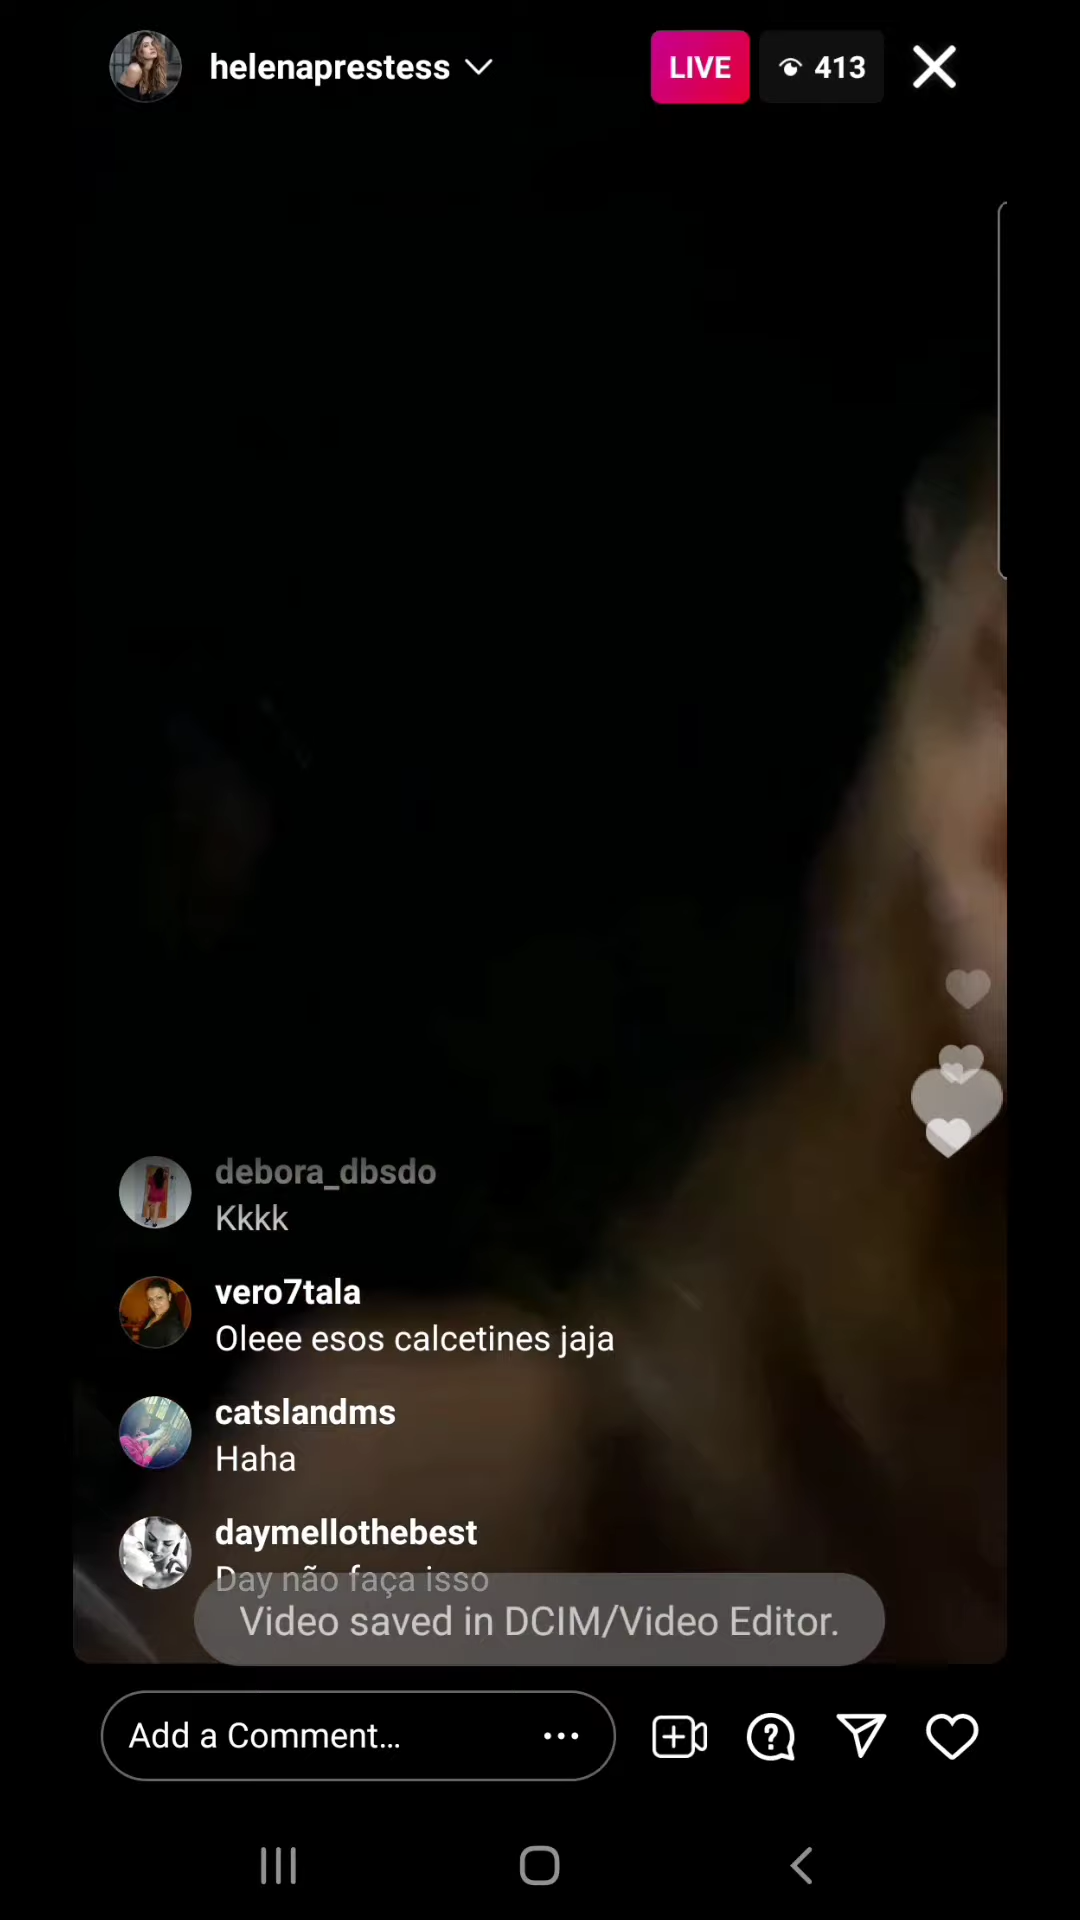 helenaprestess
LIVE
413
debora_dbsdo
Kkkk
vero7tala
Oleee esos calcetines jaja
catslandms
Haha
daymellothebest
Day não faça isso
Video saved in DCIM/Video Editor.
Add a Comment...